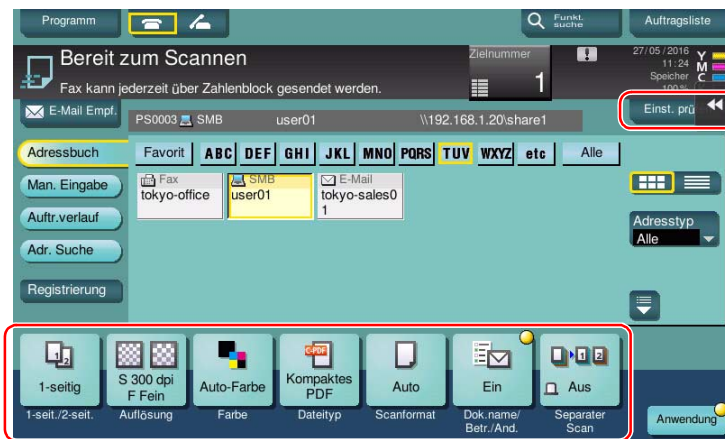 Programm
Funkt. suche
Auftragsliste
Bereit zum Scannen
Fax kann jederzeit über Zahlenblock gesendet werden.
Zielnummer
1
27/05/2016
11:24
Speicher
100 %
Y
M
C
E-Mail Empf.
PS0003 SMB user01 \\192.168.1.20\share1
Einst. prü
Adressbuch
Favorit ABC DEF GHI JKL MNO PQRS TUV WXYZ etc Alle
Man. Eingabe
Auftr.verlauf
Adr. Suche
Registrierung
Fax
tokyo-office
SMB
user01
E-Mail
tokyo-sales0
1
Adresstyp
Alle
1-seitig
1-seit./2-seit.
S 300 dpi
F Fein
Auflösung
Auto-Farbe
Farbe
C-PDF
Kompaktes
PDF
Dateityp
Auto
Scanformat
Ein
Dok.name/
Betr./And.
1 2
Aus
Separater
Scan
Anwendung